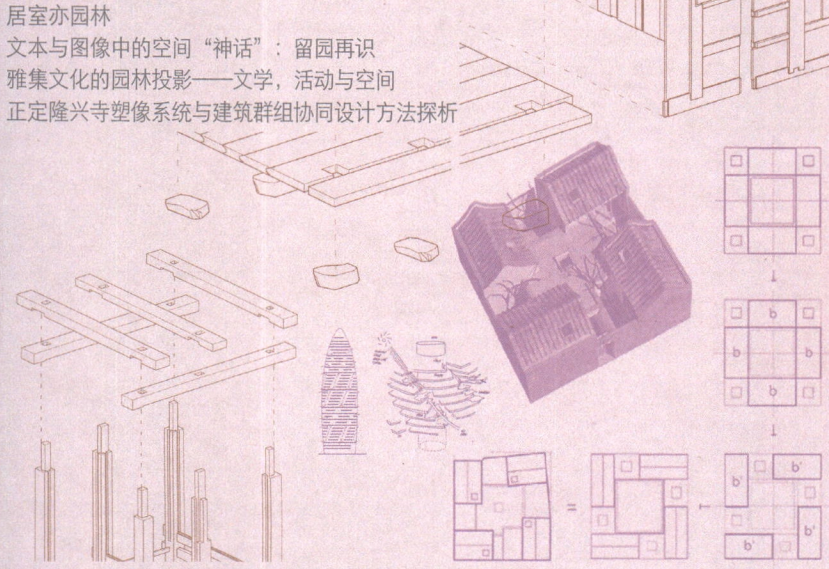 居室亦园林
文本与图像中的空间“神话”：留园再识
雅集文化的园林投影——文学，活动与空间
正定隆兴寺塑像系统与建筑群组协同设计方法探析
b
b
b
b
b'
b'
b'
b'